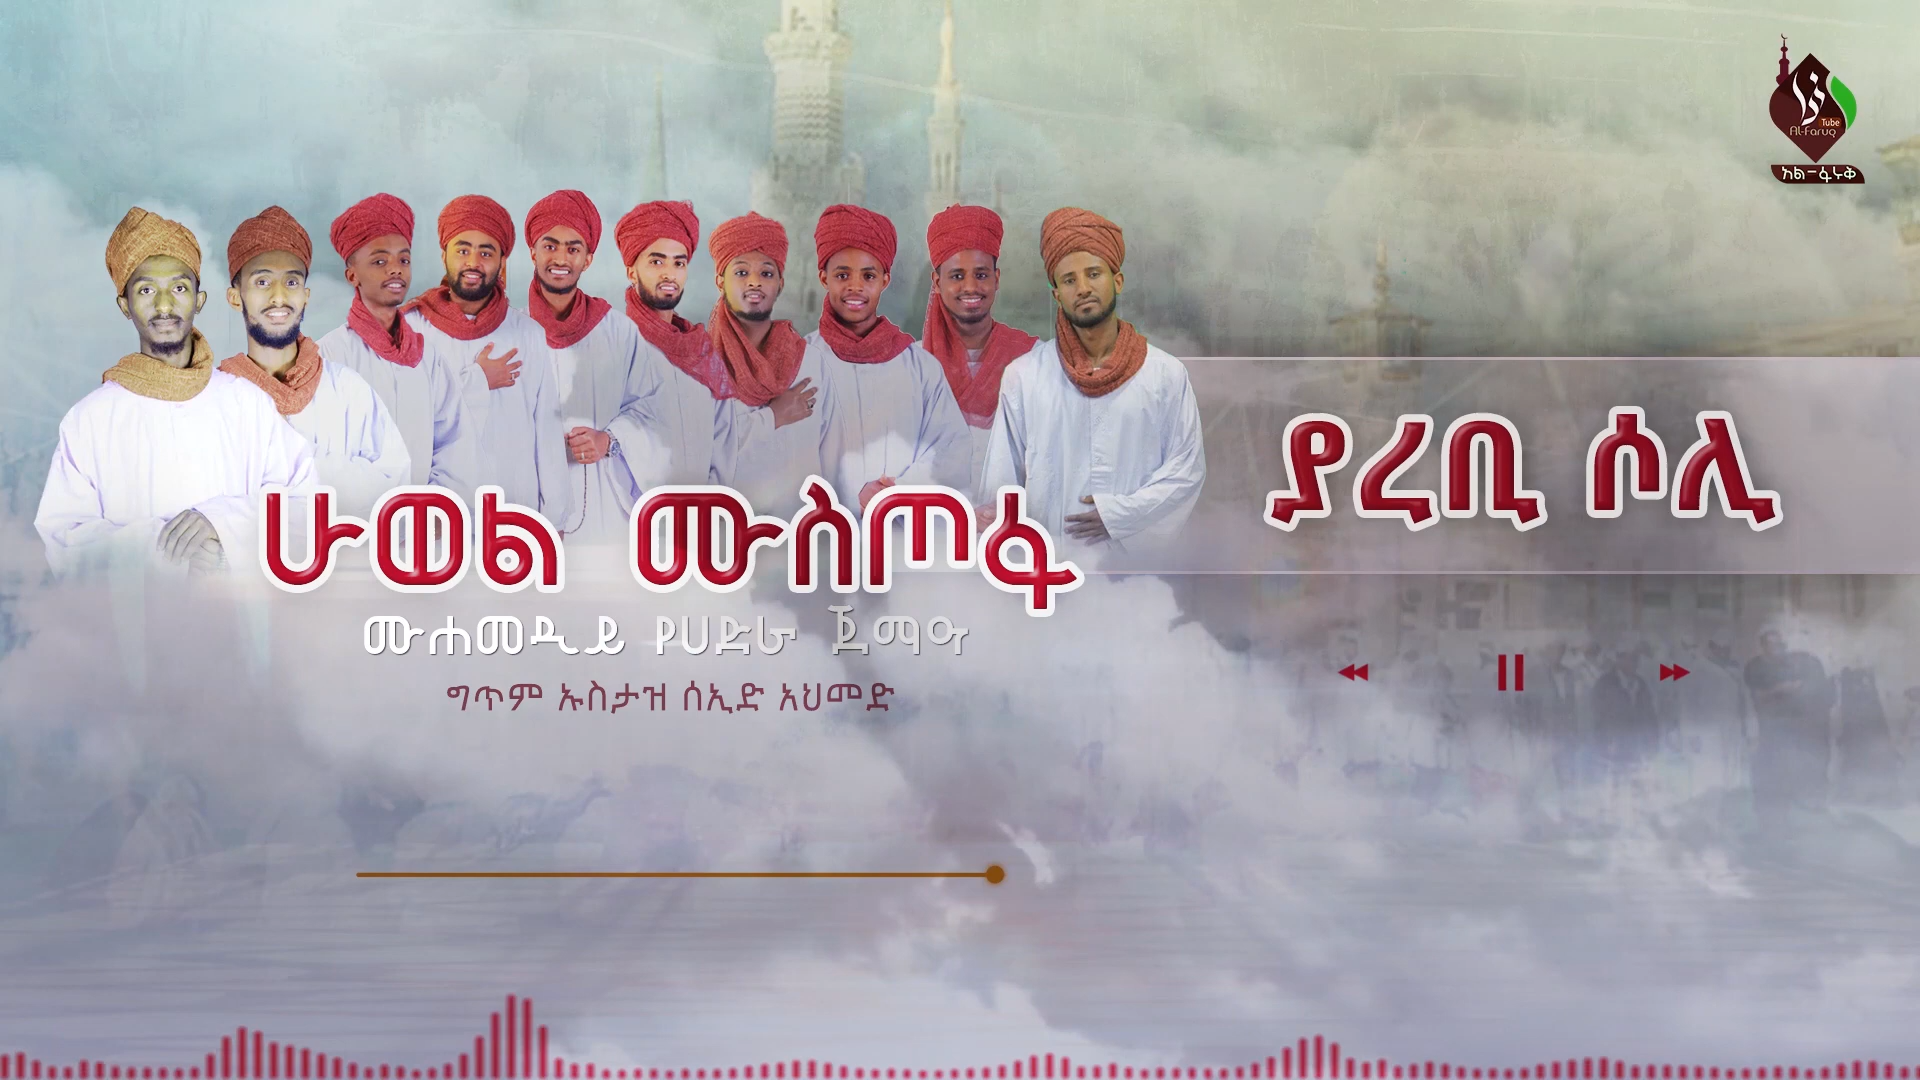 Tube
Al-Faruq
አል-ፋሩቅ
ያረቢ ሶሊ
ሁወል ሙስጦፋ
ሙሐመዲይ የሀድራ ጀማዓ
ግጥም ኡስታዝ ሰኢድ አህመድ